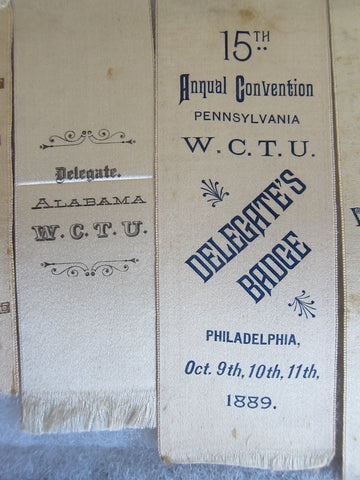 Delegate.
ALABAMA
W. C. T. U.
15TH
Annual Convention
PENNSYLVANIA
W. C. T. U.
DELEGATE'S
BADGE
PHILADELPHIA,
Oct. 9th, 10th, 11th,
1889.